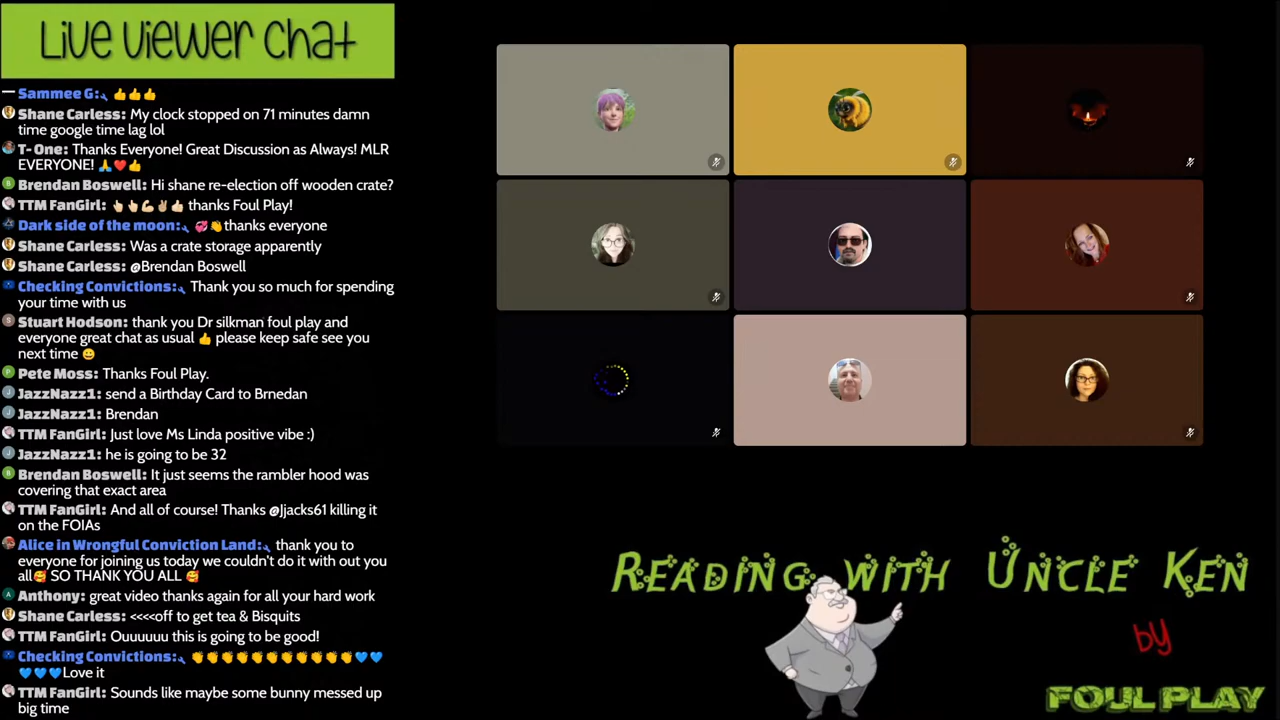 Live Viewer Chat
Sammee G: 👍👍👍
Shane Carless: My clock stopped on 71 minutes damn
time google time lag lol
T- One: Thanks Everyone! Great Discussion as Always! MLR
EVERYONE! 🙏❤️👍
Brendan Boswell: Hi shane re-election off wooden crate?
TTM FanGirl: 👆🏻👆🏻💪🏻✌🏻👍🏻 thanks Foul Play!
Dark side of the moon: 💞👏thanks everyone
Shane Carless: Was a crate storage apparently
Shane Carless: @Brendan Boswell
Checking Convictions: Thank you so much for spending
your time with us
Stuart Hodson: thank you Dr silkman foul play and
everyone great chat as usual 👍 please keep safe see you
next time 😀
Pete Moss: Thanks Foul Play.
JazzNazz1: send a Birthday Card to Brnedan
JazzNazz1: Brendan
TTM FanGirl: Just love Ms Linda positive vibe :)
JazzNazz1: he is going to be 32
Brendan Boswell: It just seems the rambler hood was
covering that exact area
TTM FanGirl: And all of course! Thanks @Jjacks61 killing it
on the FOIAs
Alice in Wrongful Conviction Land: thank you to
everyone for joining us today we couldn't do it with out you
all🥰 SO THANK YOU ALL 🥰
Anthony: great video thanks again for all your hard work
Shane Carless: <<<<off to get tea & Bisquits
TTM FanGirl: Ouuuuuu this is going to be good!
Checking Convictions: 👏👏👏👏👏👏👏👏👏👏👏💙💙
💙💙💙Love it
TTM FanGirl: Sounds like maybe some bunny messed up
big time
Reading with Uncle Ken
by
FOUL PLAY